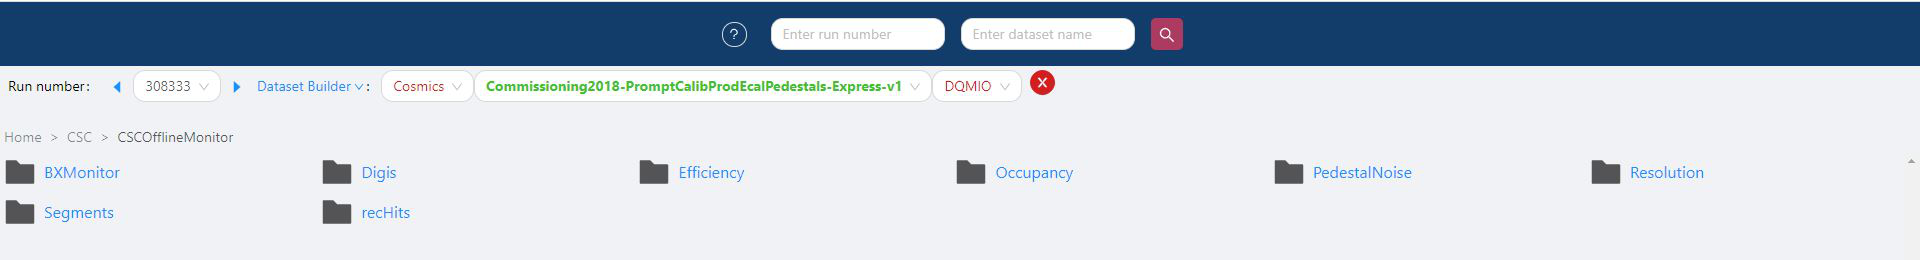 ? Enter run number Enter dataset name
Run number: 308333 Dataset Builder : Cosmics Commissioning2018-PromptCalibProdEcalPedestals-Express-v1 DQMIO X
Home > CSC > CSCOfflineMonitor
BXMonitor Digis Efficiency Occupancy PedestalNoise Resolution
Segments recHits